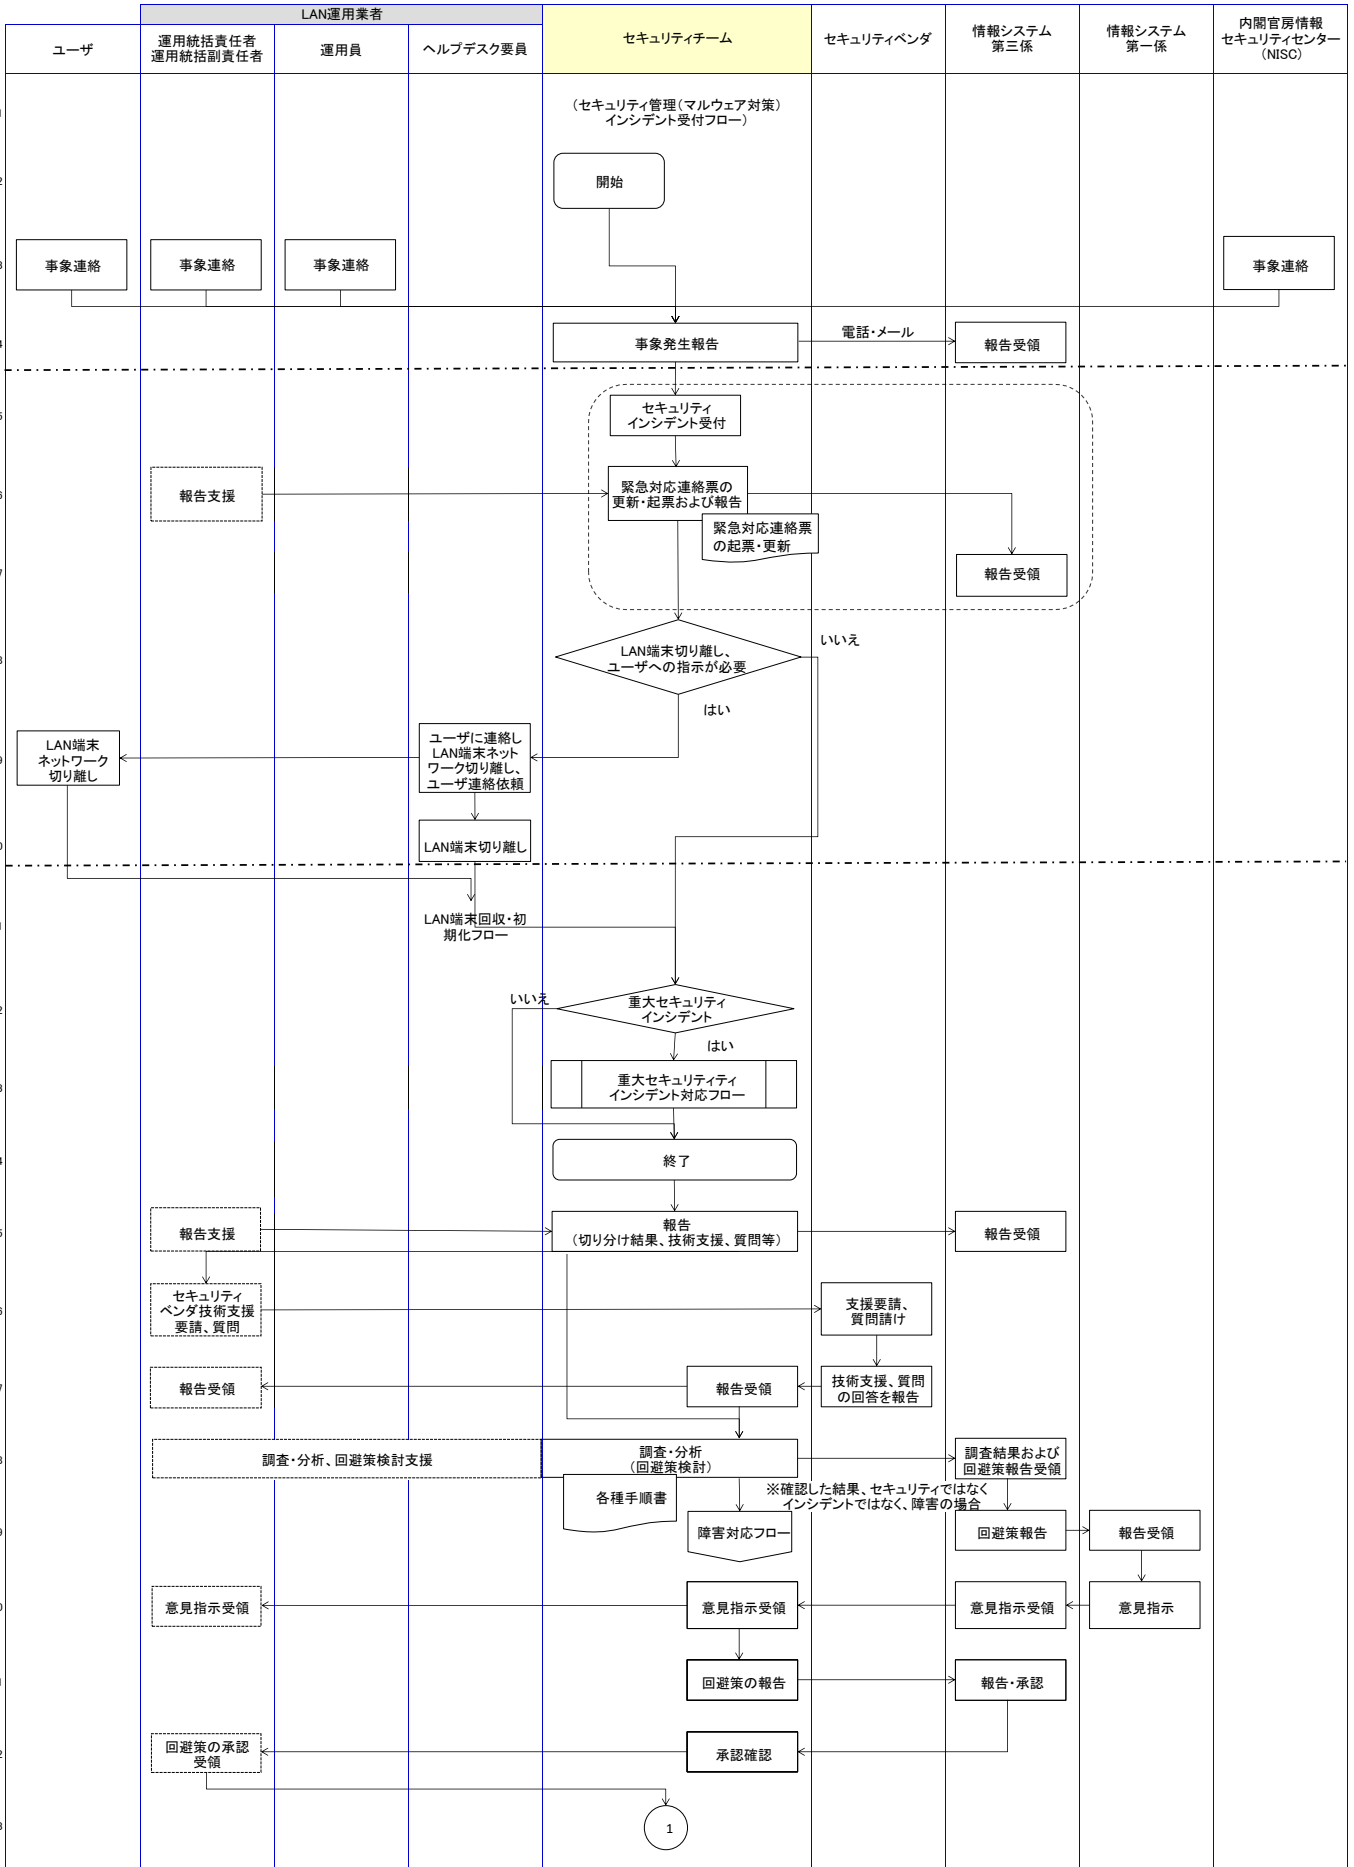 LAN運用業者
ユーザ
運用統括責任者
運用統括副責任者
運用員
ヘルプデスク要員
セキュリティチーム
セキュリティベンダ
情報システム
第三係
情報システム
第一係
内閣官房情報
セキュリティセンター
(NISC)
(セキュリティ管理(マルウェア対策)
インシデント受付フロー)
開始
事象連絡
事象連絡
事象連絡
事象連絡
事象発生報告
電話・メール
報告受領
セキュリティ
インシデント受付
報告支援
緊急対応連絡票の
更新・起票および報告
緊急対応連絡票
の起票・更新
報告受領
LAN端末切り離し、
ユーザへの指示が必要
いいえ
はい
LAN端末
ネットワーク
切り離し
ユーザに連絡し
LAN端末ネット
ワーク切り離し、
ユーザ連絡依頼
LAN端末切り離し
LAN端末回収・初
期化フロー
いいえ
重大セキュリティ
インシデント
はい
重大セキュリティティ
インシデント対応フロー
終了
報告支援
報告
(切り分け結果、技術支援、質問等)
報告受領
セキュリティ
ベンダ技術支援
要請、質問
支援要請、
質問請け
報告受領
報告受領
技術支援、質問
の回答を報告
調査・分析、回避策検討支援
調査・分析
(回避策検討)
調査結果および
回避策報告受領
各種手順書
※確認した結果、セキュリティではなく
インシデントではなく、障害の場合
障害対応フロー
回避策報告
報告受領
意見指示受領
意見指示受領
意見指示受領
意見指示
回避策の報告
報告・承認
回避策の承認
受領
承認確認
1